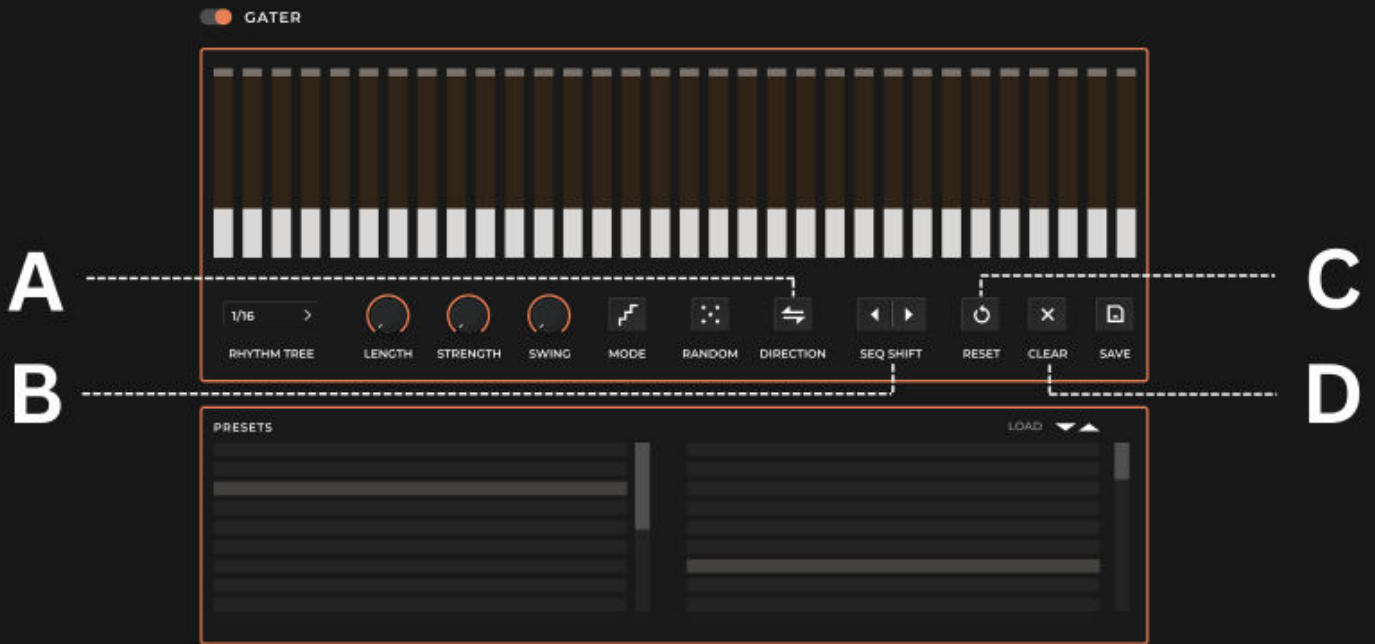 GATER
A
C
1/16
RHYTHM TREE
LENGTH
STRENGTH
SWING
MODE
RANDOM
DIRECTION
SEQ SHIFT
RESET
CLEAR
SAVE
B
D
PRESETS
LOAD